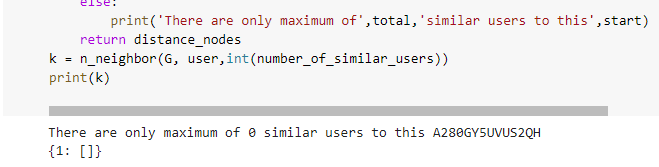 else:
print('There are only maximum of',total,'similar users to this',start)
return distance_nodes
k = n_neighbor(G, user,int(number_of_similar_users))
print(k)
There are only maximum of 0 similar users to this A280GY5UVUS2QH
{1: []}